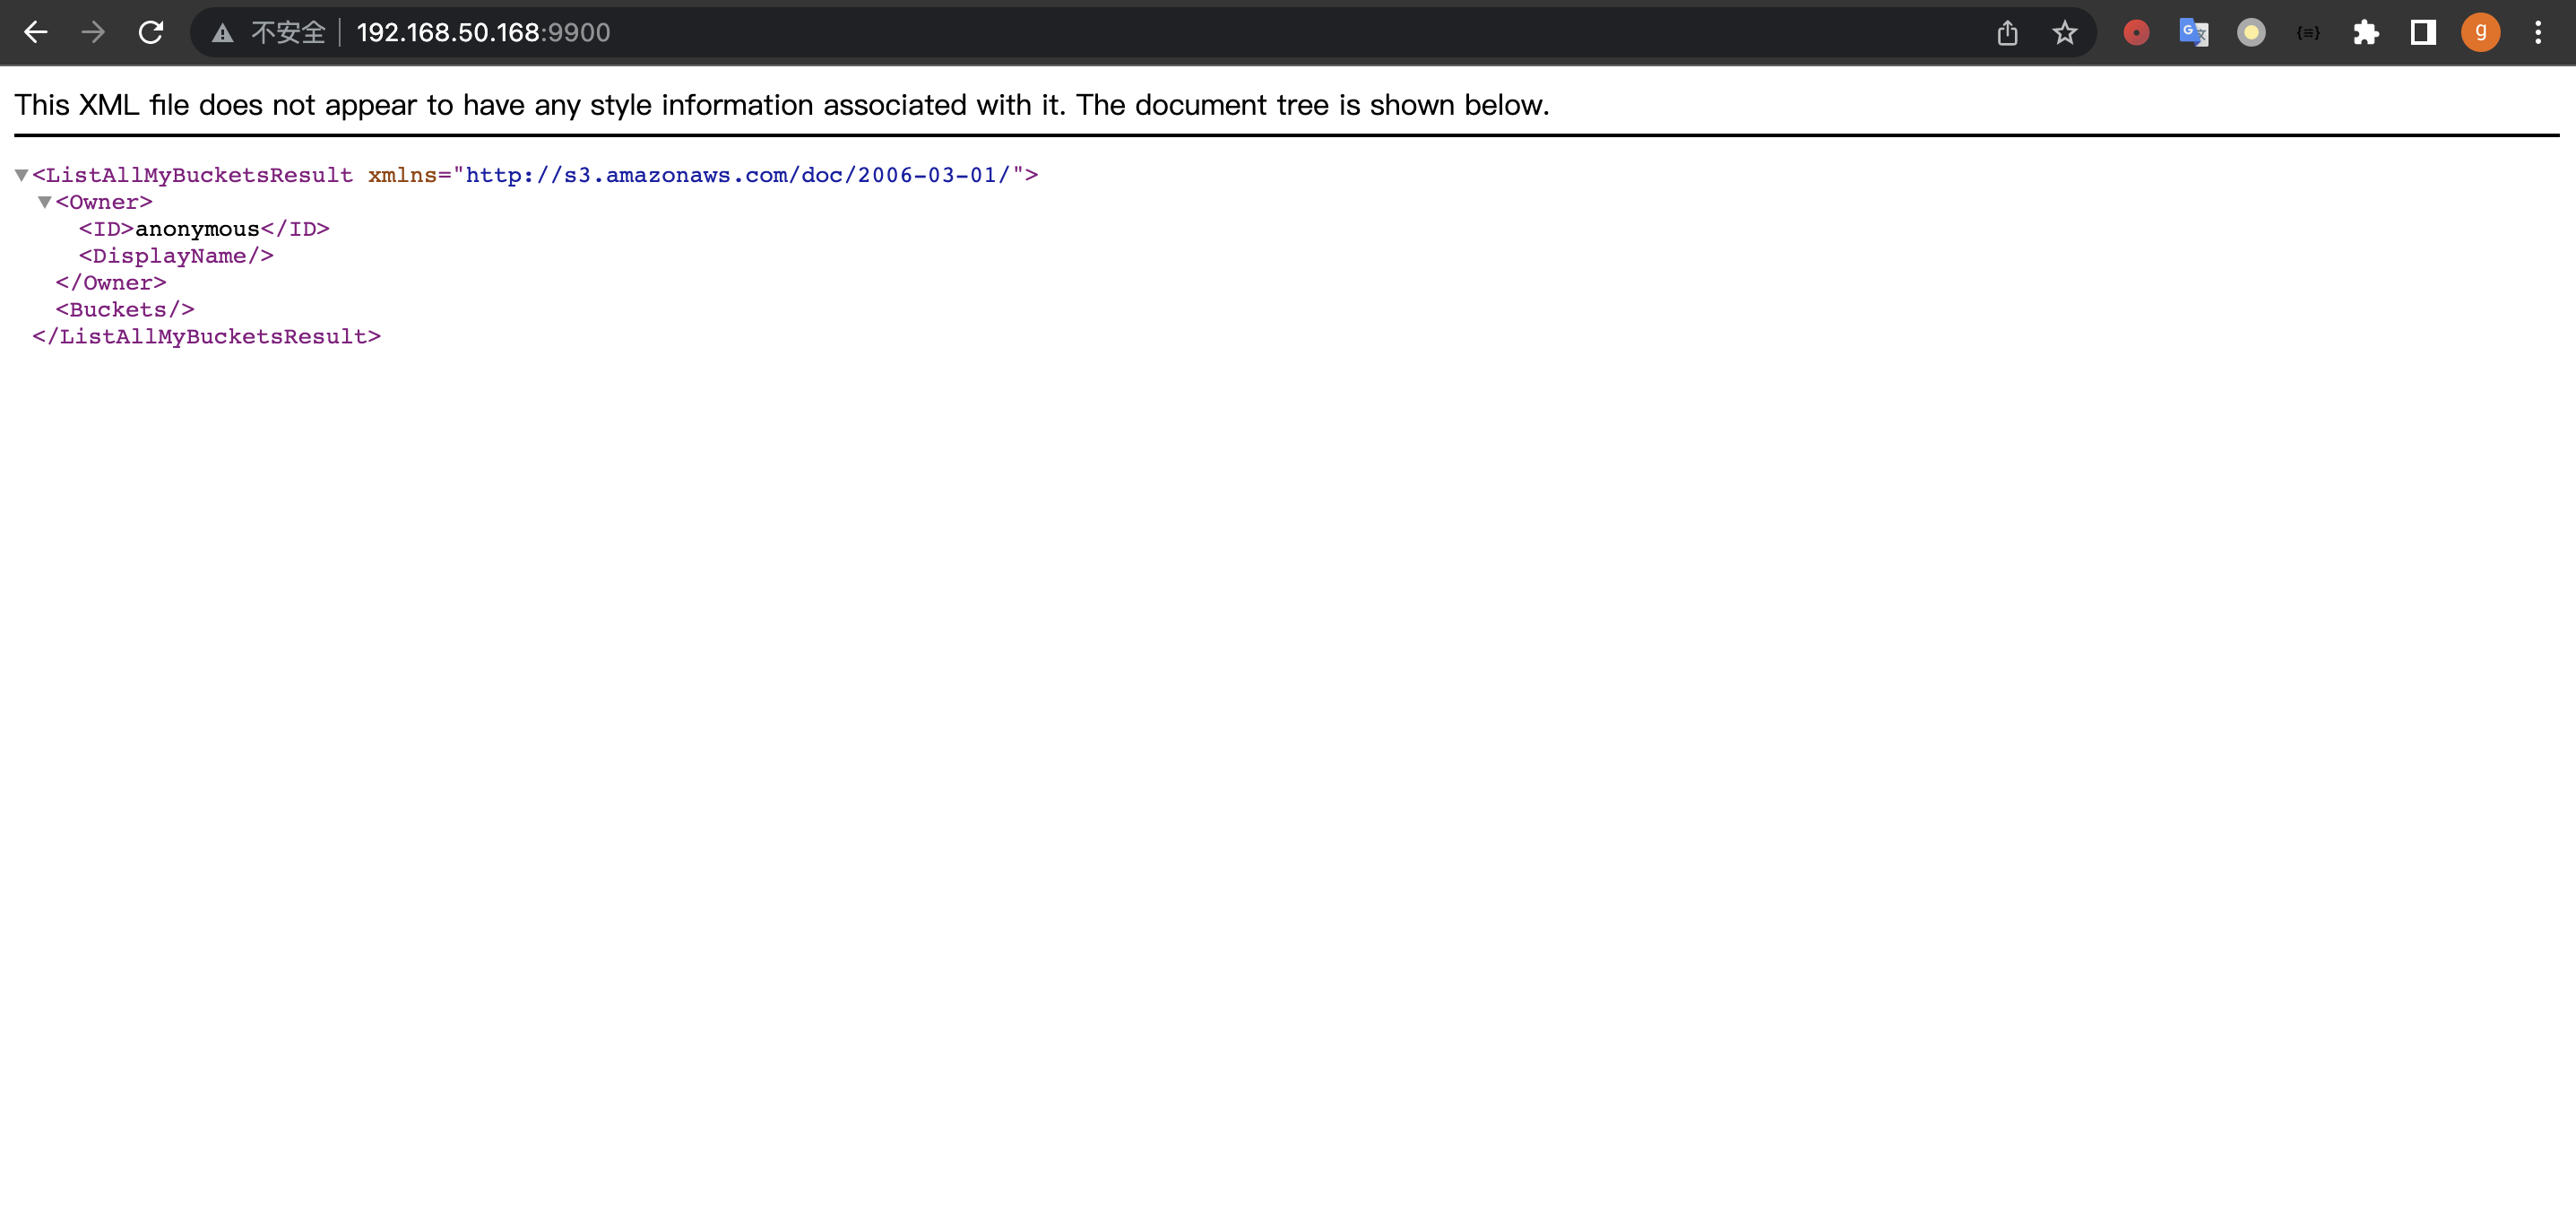 不安全 192.168.50.168:9900
g
This XML file does not appear to have any style information associated with it. The document tree is shown below.
<ListAllMyBucketsResult xmlns="http://s3.amazonaws.com/doc/2006-03-01/">
<Owner>
<ID>anonymous</ID>
<DisplayName/>
</Owner>
<Buckets/>
</ListAllMyBucketsResult>